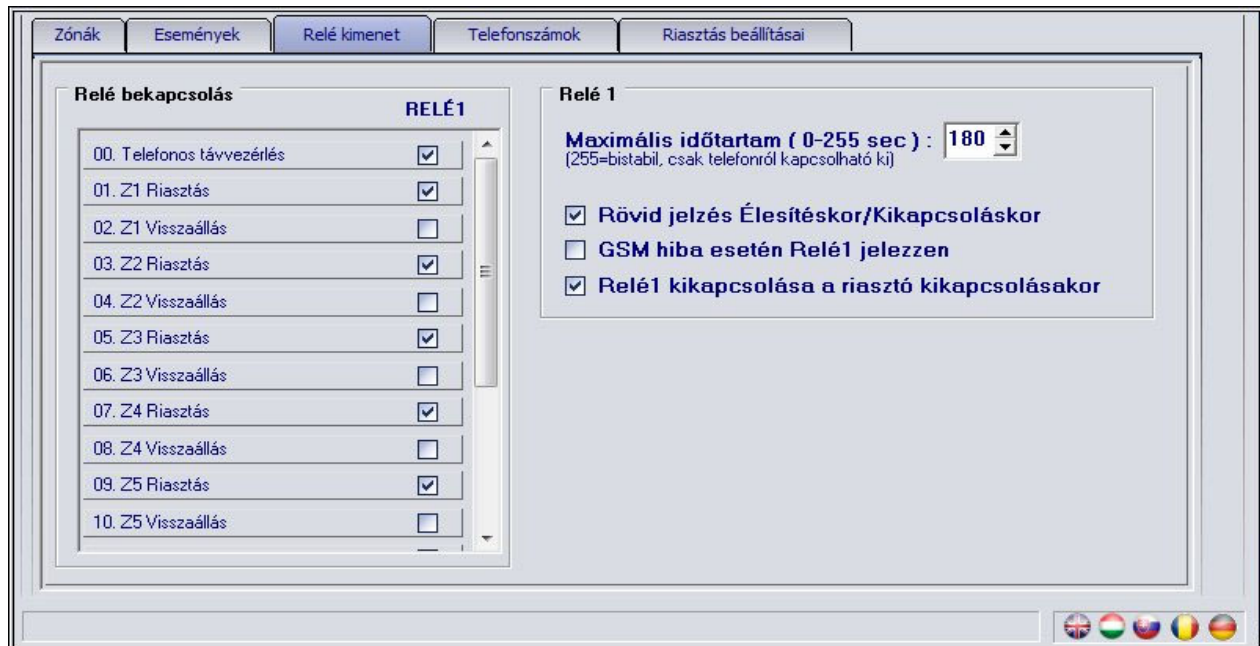 Zónák Események Relé kimenet Telefonszámok Riasztás beállításai
Relé bekapcsolás
RELÉ1
00. Telefonos távvezérlés
01. Z1 Riasztás
02. Z1 Visszaállás
03. Z2 Riasztás
04. Z2 Visszaállás
05. Z3 Riasztás
06. Z3 Visszaállás
07. Z4 Riasztás
08. Z4 Visszaállás
09. Z5 Riasztás
10. Z5 Visszaállás
Relé 1
Maximális időtartam ( 0-255 sec ) : 180
(255=bistabil, csak telefonról kapcsolható ki)
Rövid jelzés Élesítéskor/Kikapcsoláskor
GSM hiba esetén Relé1 jelezzen
Relé1 kikapcsolása a riasztó kikapcsolásakor